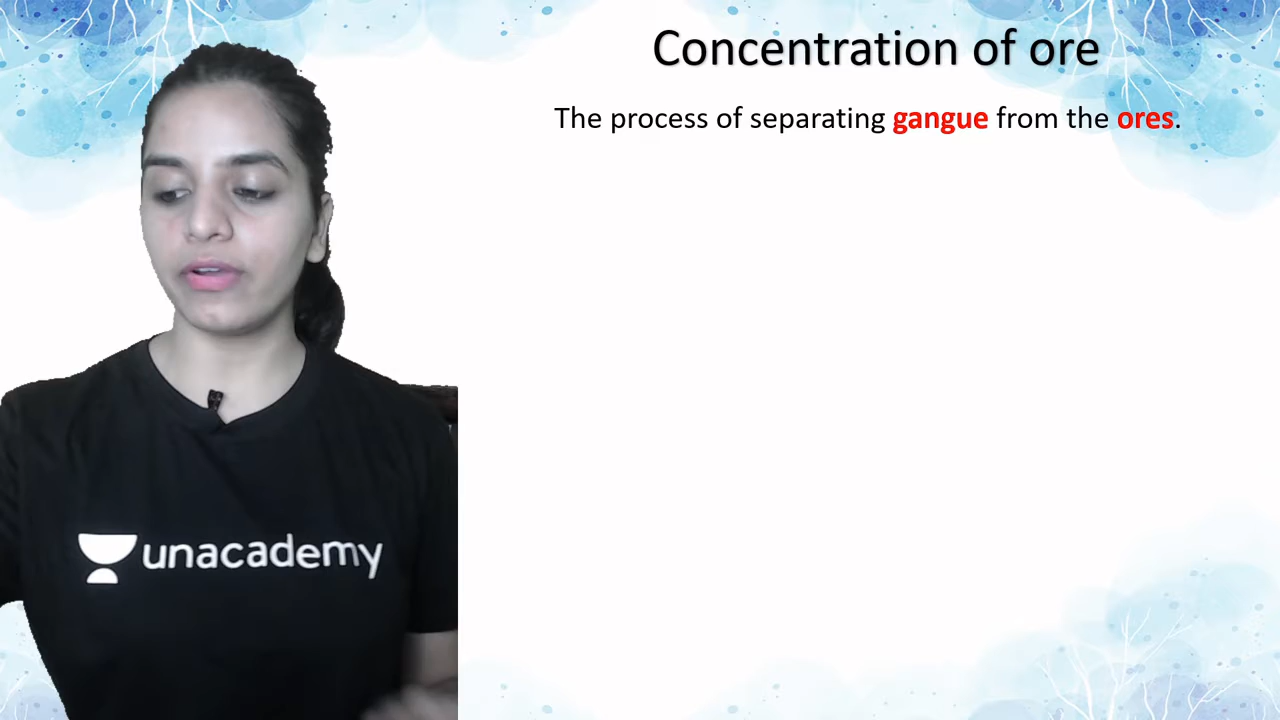 Concentration of ore
The process of separating gangue from the ores.
unacademy